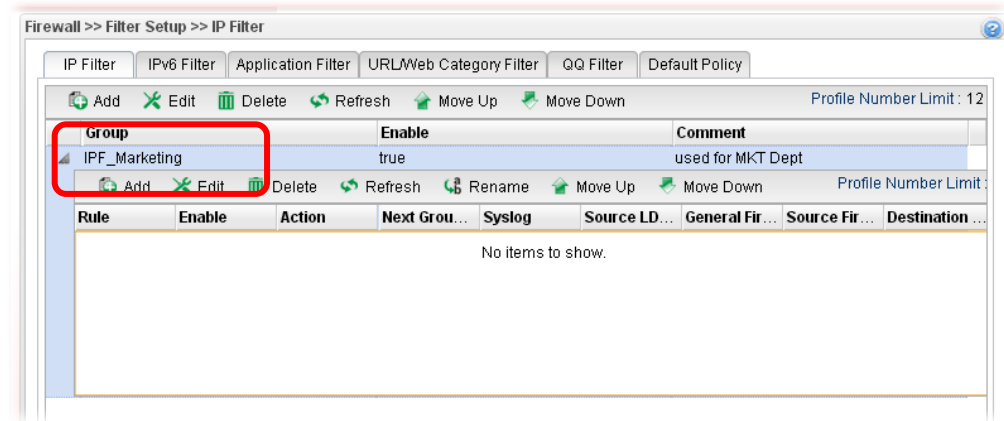 Firewall >> Filter Setup >> IP Filter
IP Filter IPv6 Filter Application Filter URL/Web Category Filter QQ Filter Default Policy
Add Edit Delete Refresh Move Up Move Down Profile Number Limit : 12
Group Enable Comment
IPF_Marketing true used for MKT Dept
Add Edit Delete Refresh Rename Move Up Move Down Profile Number Limit :
Rule Enable Action Next Grou... Syslog Source LD... General Fir... Source Fir... Destination ...
No items to show.